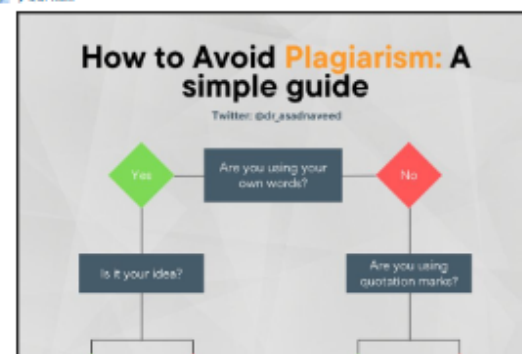 How to Avoid Plagiarism: A
simple guide
Twitter: @dr_asadnaveed
Yes
Are you using your
own words?
No
Is it your idea?
Are you using
quotation marks?